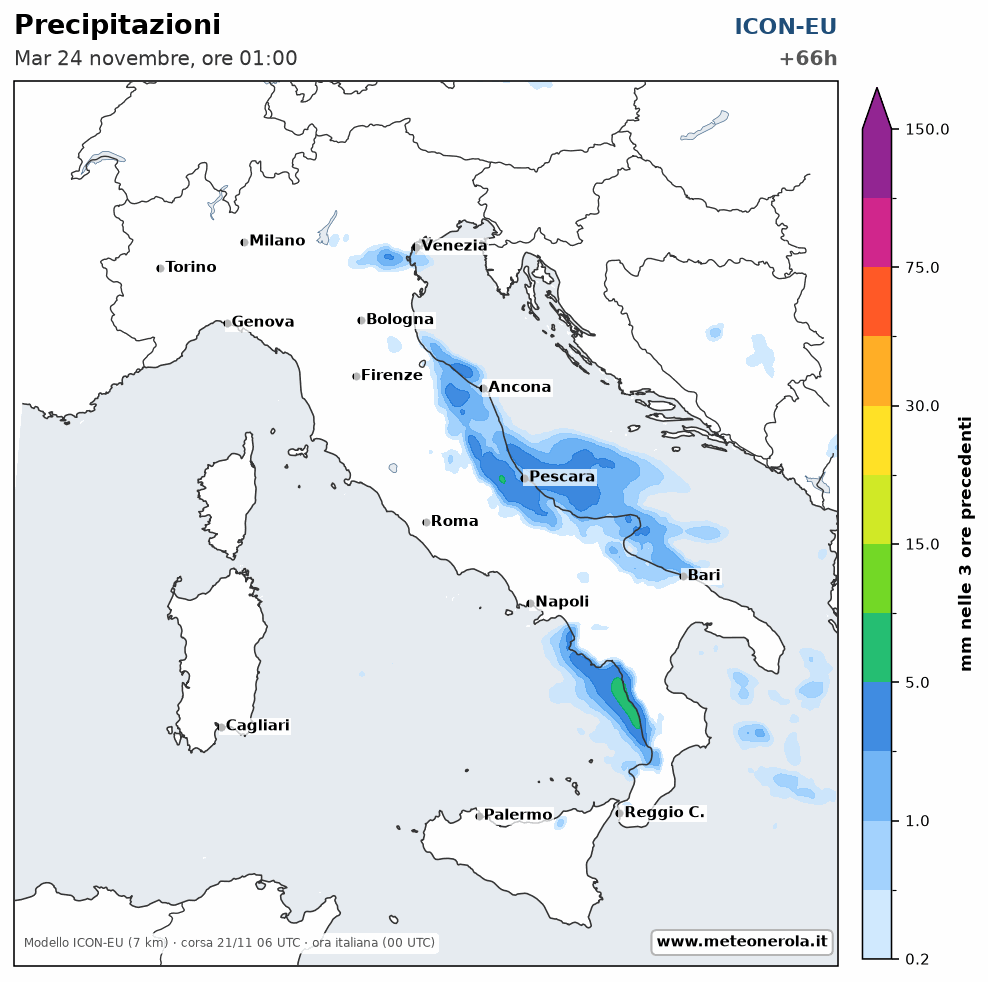 Precipitazioni
ICON-EU
Mar 24 novembre, ore 01:00
+66h
150.0
75.0
30.0
15.0
5.0
1.0
0.2
mm nelle 3 ore precedenti
Milano
Venezia
Torino
Genova
Bologna
Firenze
Ancona
Pescara
Roma
Bari
Napoli
Cagliari
Palermo
Reggio C.
Modello ICON-EU (7 km) · corsa 21/11 06 UTC · ora italiana (00 UTC)
www.meteonerola.it